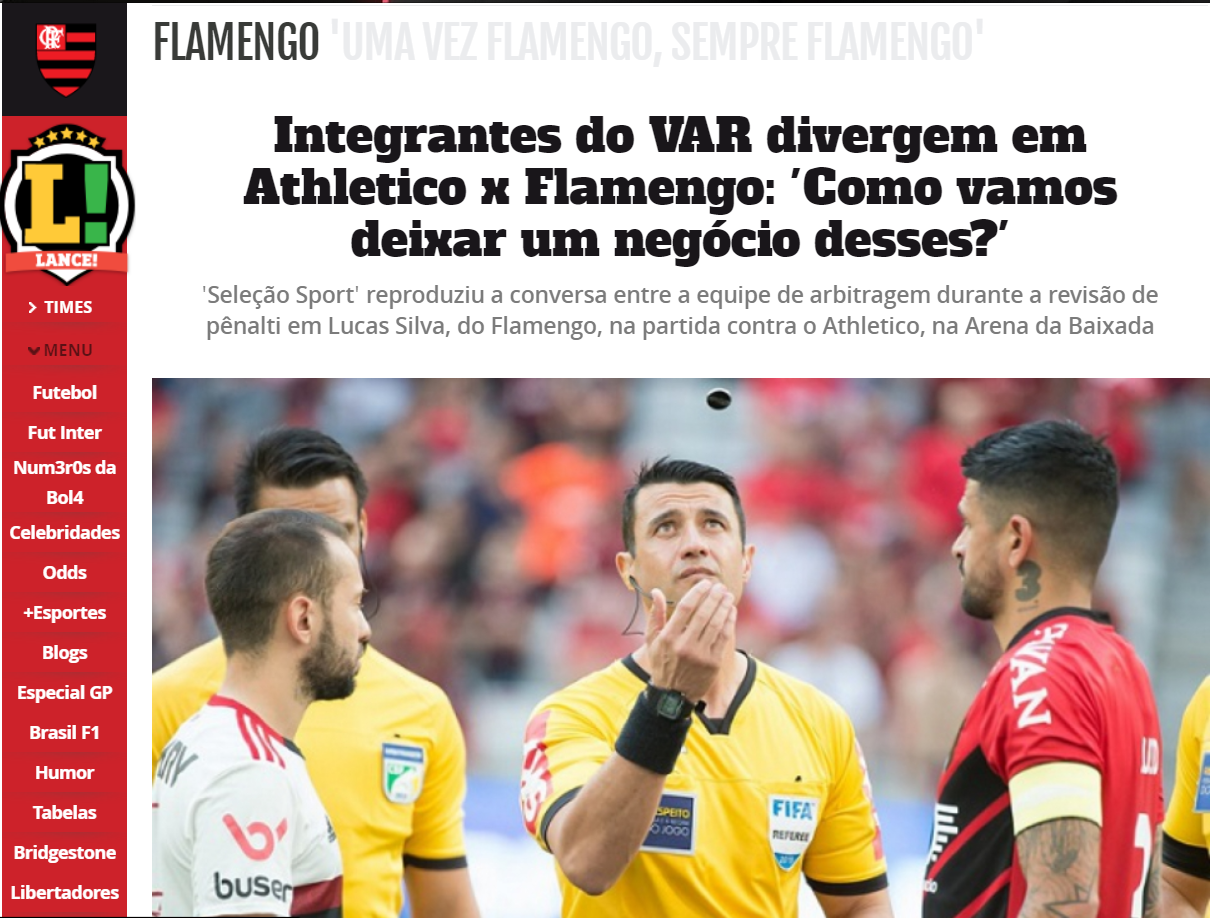 FLAMENGO 'UMA VEZ FLAMENGO, SEMPRE FLAMENGO'
Integrantes do VAR divergem em
Athletico x Flamengo: 'Como vamos
deixar um negócio desses?'
'Seleção Sport' reproduziu a conversa entre a equipe de arbitragem durante a revisão de
pênalti em Lucas Silva, do Flamengo, na partida contra o Athletico, na Arena da Baixada
L!
LANCE!
TIMES
MENU
Futebol
Fut Inter
Num3r0s da
Bol4
Celebridades
Odds
+Esportes
Blogs
Especial GP
Brasil F1
Humor
Tabelas
Bridgestone
Libertadores
3
buser
DO JOGO
FIFA
REFEREE